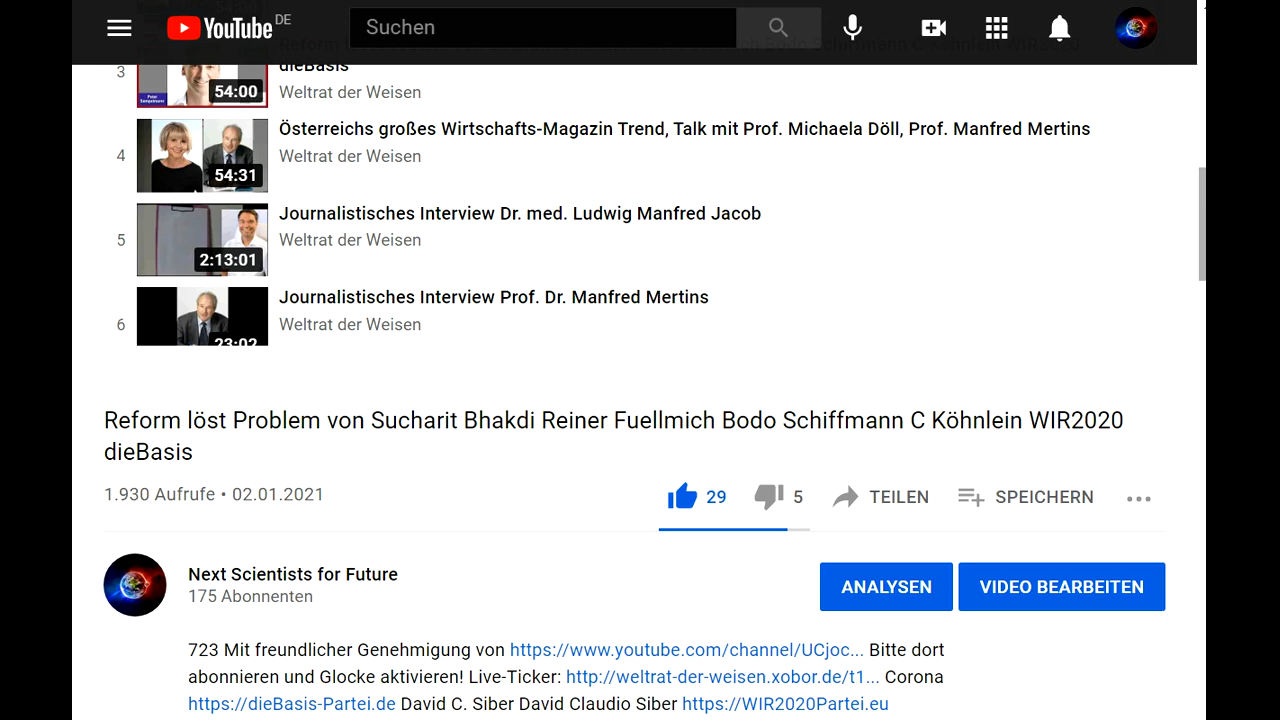 YouTube DE
Suchen
3
dieBasis
54:00
Weltrat der Weisen
Österreichs großes Wirtschafts-Magazin Trend, Talk mit Prof. Michaela Döll, Prof. Manfred Mertins
4
Weltrat der Weisen
54:31
Journalistisches Interview Dr. med. Ludwig Manfred Jacob
5
Weltrat der Weisen
2:13:01
Journalistisches Interview Prof. Dr. Manfred Mertins
6
Weltrat der Weisen
23:02
Reform löst Problem von Sucharit Bhakdi Reiner Fuellmich Bodo Schiffmann C Köhnlein WIR2020
dieBasis
1.930 Aufrufe • 02.01.2021
29
5
TEILEN
SPEICHERN
Next Scientists for Future
175 Abonnenten
ANALYSEN
VIDEO BEARBEITEN
723 Mit freundlicher Genehmigung von https://www.youtube.com/channel/UCjoc... Bitte dort
abonnieren und Glocke aktivieren! Live-Ticker: http://weltrat-der-weisen.xobor.de/t1... Corona
https://dieBasis-Partei.de David C. Siber David Claudio Siber https://WIR2020Partei.eu